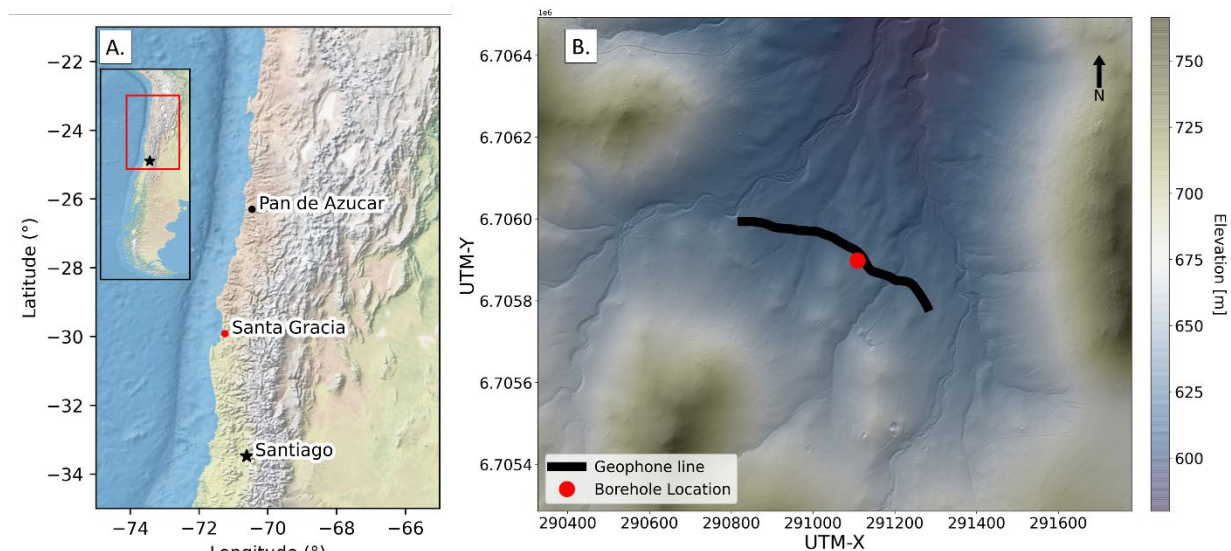 A.
−22
−24
−26
−28
−30
−32
−34
Latitude (°)
Pan de Azucar
Santa Gracia
Santiago
−74
−72
−70
−68
−66
Longitude (°)
1e6
B.
6.7064
6.7062
6.7060
6.7058
6.7056
6.7054
UTM-Y
N
Geophone line
Borehole Location
290400
290600
290800
291000
291200
291400
291600
UTM-X
750
725
700
675
650
625
600
Elevation [m]